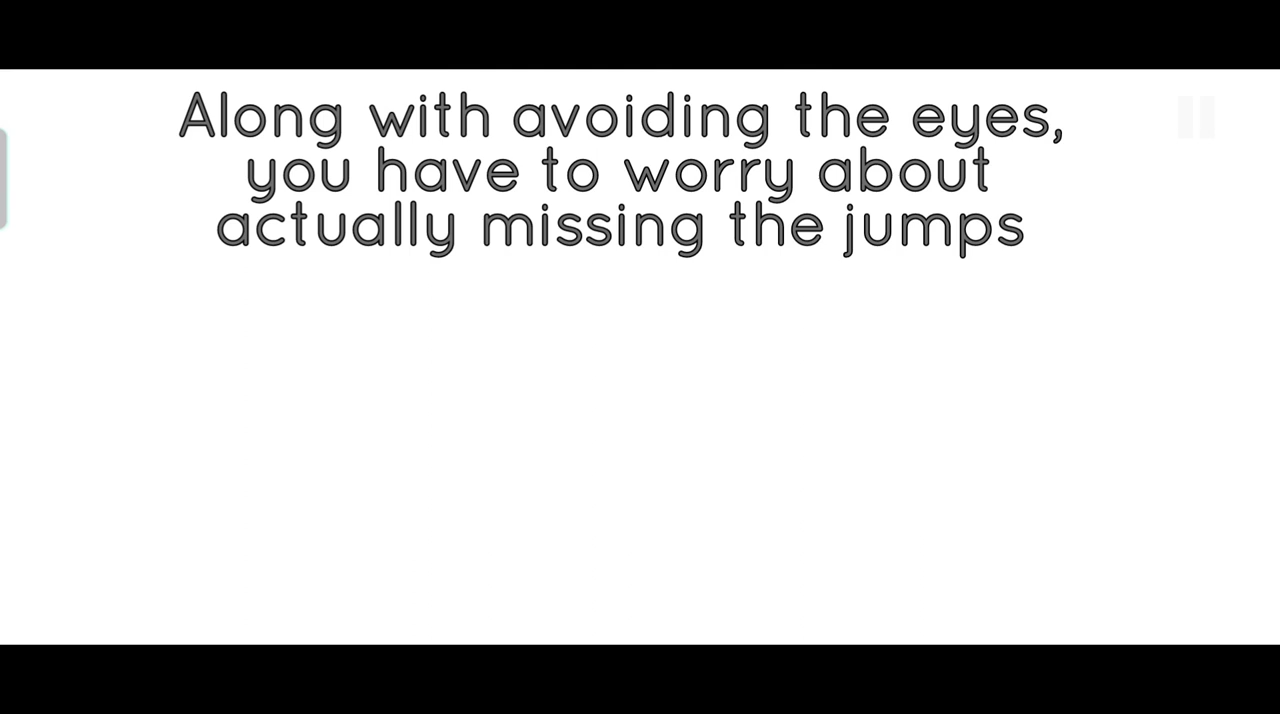 Along with avoiding the eyes,
you have to worry about
actually missing the jumps